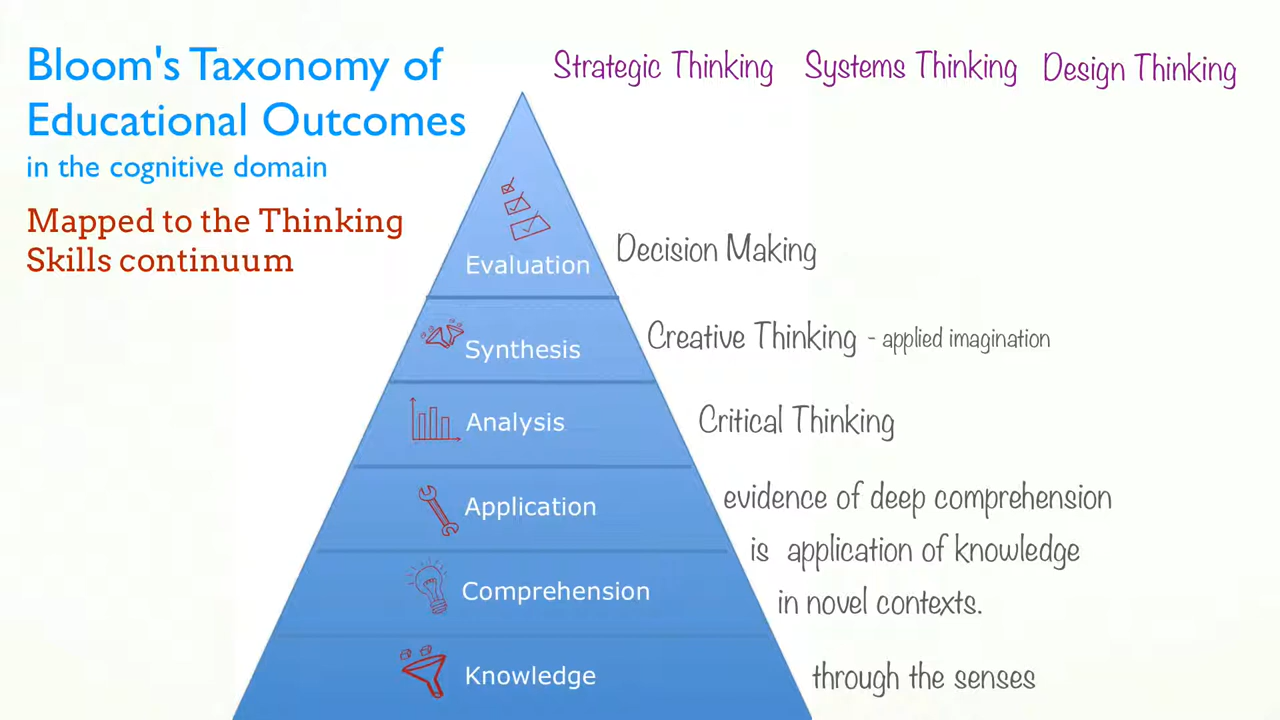 Bloom's Taxonomy of
Educational Outcomes
in the cognitive domain
Mapped to the Thinking
Skills continuum
Strategic Thinking Systems Thinking Design Thinking
Evaluation Decision Making
Synthesis Creative Thinking - applied imagination
Analysis Critical Thinking
Application evidence of deep comprehension
is application of knowledge
Comprehension in novel contexts.
Knowledge through the senses